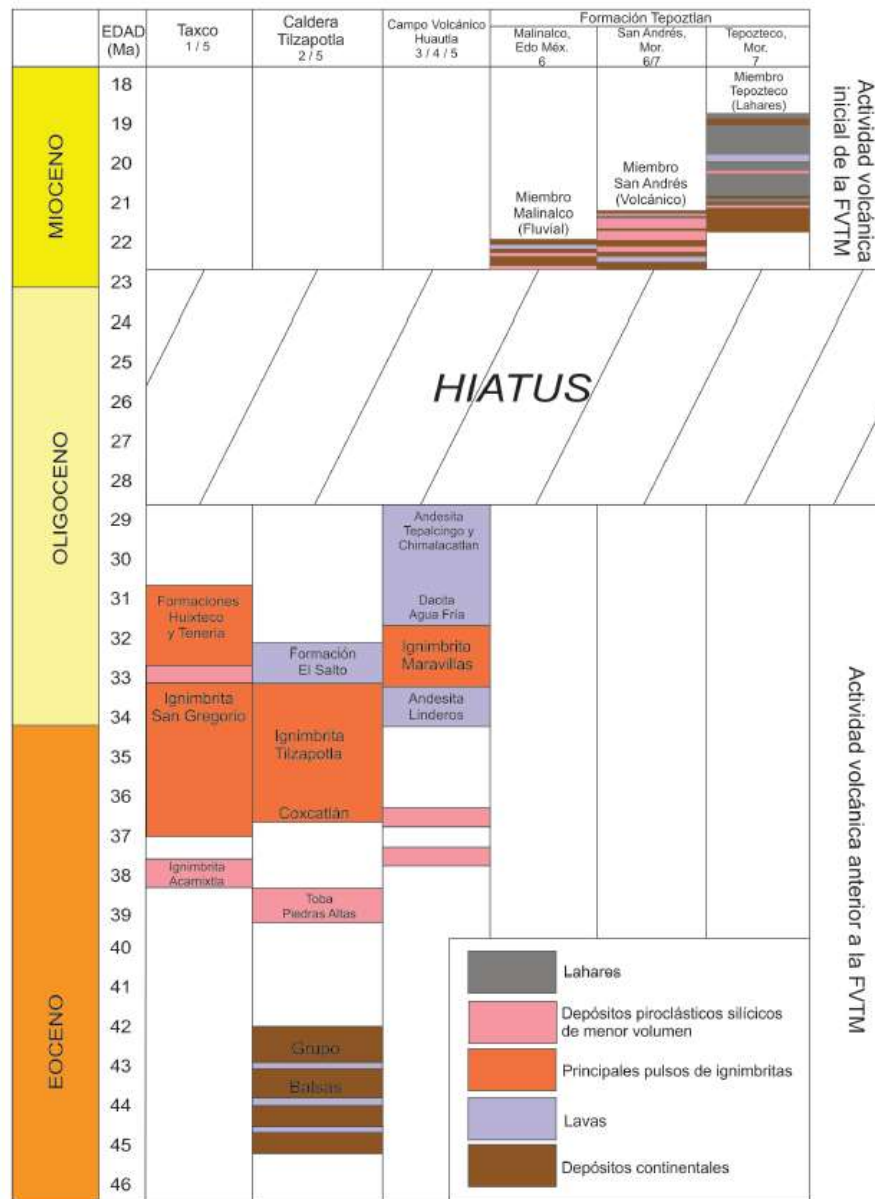 EDAD
(Ma)
Taxco
1 / 5
Caldera
Tilzapotla
2 / 5
Campo Volcánico
Huautla
3 / 4 / 5
Formación Tepoztlan
Malinalco,
Edo Méx.
6
San Andrés,
Mor.
6/7
Tepozteco,
Mor.
7
MIOCENO
OLIGOCENO
EOCENO
18
19
20
21
22
23
24
25
26
27
28
29
30
31
32
33
34
35
36
37
38
39
40
41
42
43
44
45
46
Miembro
Tepozteco
(Lahares)
Miembro
San Andrés
(Volcánico)
Miembro
Malinalco
(Fluvial)
Actividad volcánica
inicial de la FVTM
HIATUS
Formaciones
Huixteco
y Tenería
Ignimbrita
San Gregorio
Ignimbrita
Acamixtla
Formación
El Salto
Ignimbrita
Tilzapotla
Coxcatlán
Toba
Piedras Altas
Grupo
Balsas
Andesita
Tepalcingo y
Chimalacatlan
Dacita
Agua Fría
Ignimbrita
Maravillas
Andesita
Linderos
Actividad volcánica anterior a la FVTM
Lahares
Depósitos piroclásticos silícicos
de menor volumen
Principales pulsos de ignimbritas
Lavas
Depósitos continentales